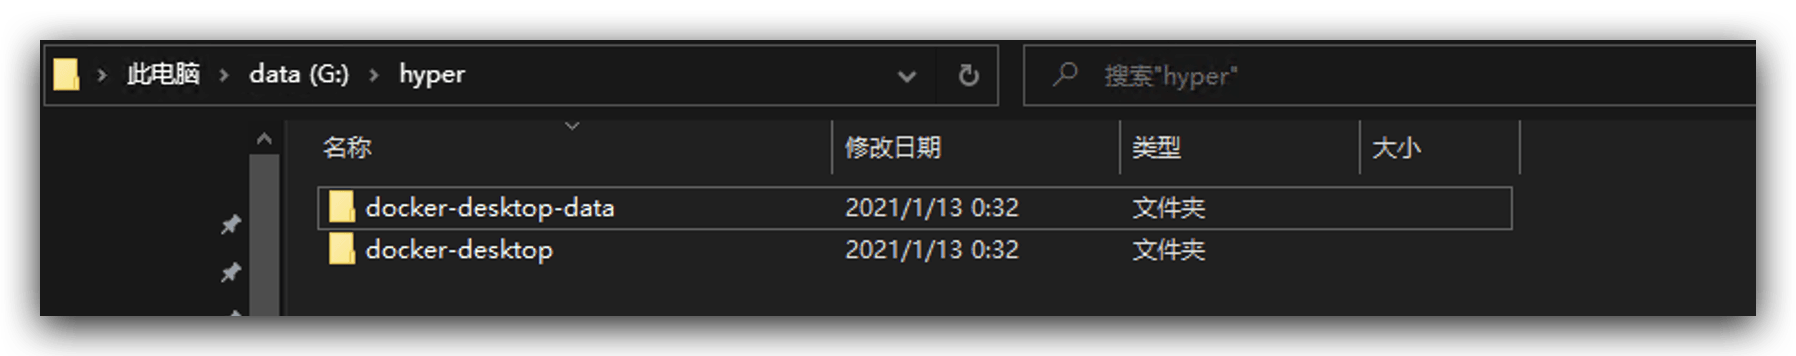 此电脑 > data (G:) > hyper 搜索"hyper"
名称 修改日期 类型 大小
docker-desktop-data 2021/1/13 0:32 文件夹
docker-desktop 2021/1/13 0:32 文件夹